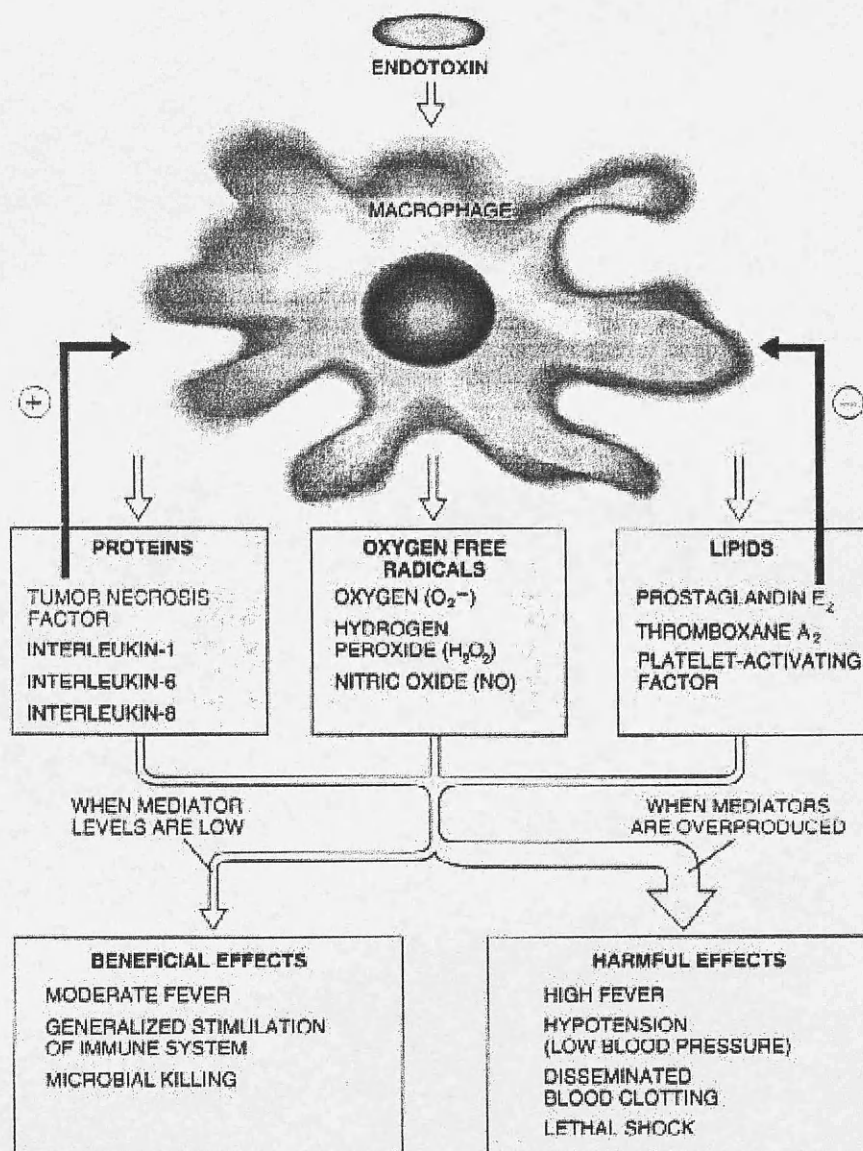 ENDOTOXIN
MACROPHAGE
+
−
PROTEINS
TUMOR NECROSIS
FACTOR
INTERLEUKIN-1
INTERLEUKIN-6
INTERLEUKIN-8
OXYGEN FREE
RADICALS
OXYGEN (O₂⁻)
HYDROGEN
PEROXIDE (H₂O₂)
NITRIC OXIDE (NO)
LIPIDS
PROSTAGLANDIN E₂
THROMBOXANE A₂
PLATELET-ACTIVATING
FACTOR
WHEN MEDIATOR
LEVELS ARE LOW
WHEN MEDIATORS
ARE OVERPRODUCED
BENEFICIAL EFFECTS
MODERATE FEVER
GENERALIZED STIMULATION
OF IMMUNE SYSTEM
MICROBIAL KILLING
HARMFUL EFFECTS
HIGH FEVER
HYPOTENSION
(LOW BLOOD PRESSURE)
DISSEMINATED
BLOOD CLOTTING
LETHAL SHOCK